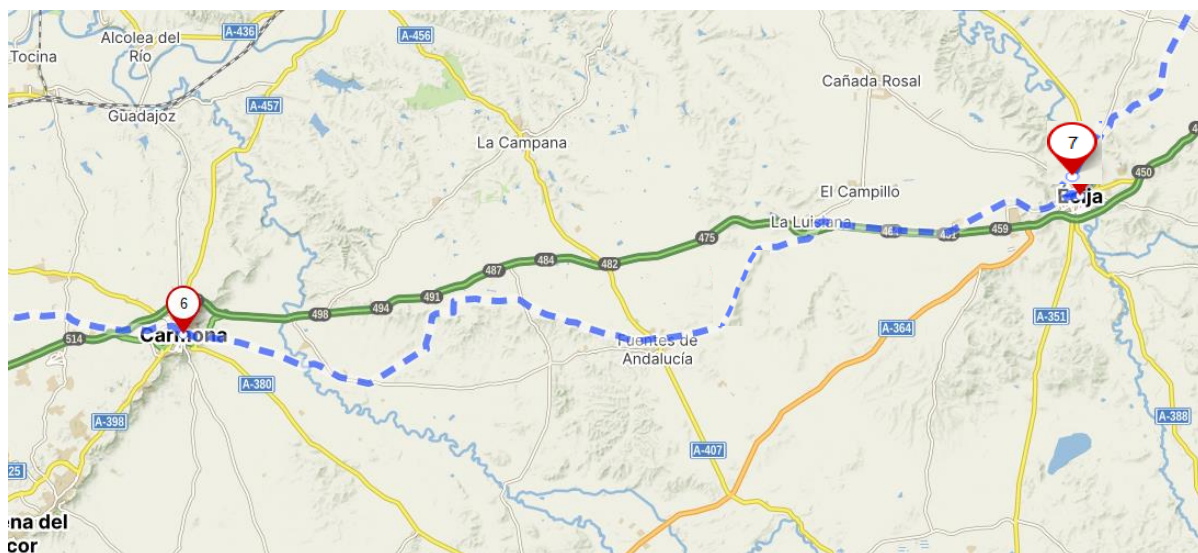 A-436
A-456
Alcolea del
Río
Tocina
Cañada Rosal
A-457
Guadajoz
La Campana
7
450
El Campillo
Écija
La Luisiana
475
459
484
482
487
6
491
494
498
Carmona
514
A-351
A-364
Fuentes de
Andalucía
A-380
A-398
A-388
A-407
25
ena del
cor